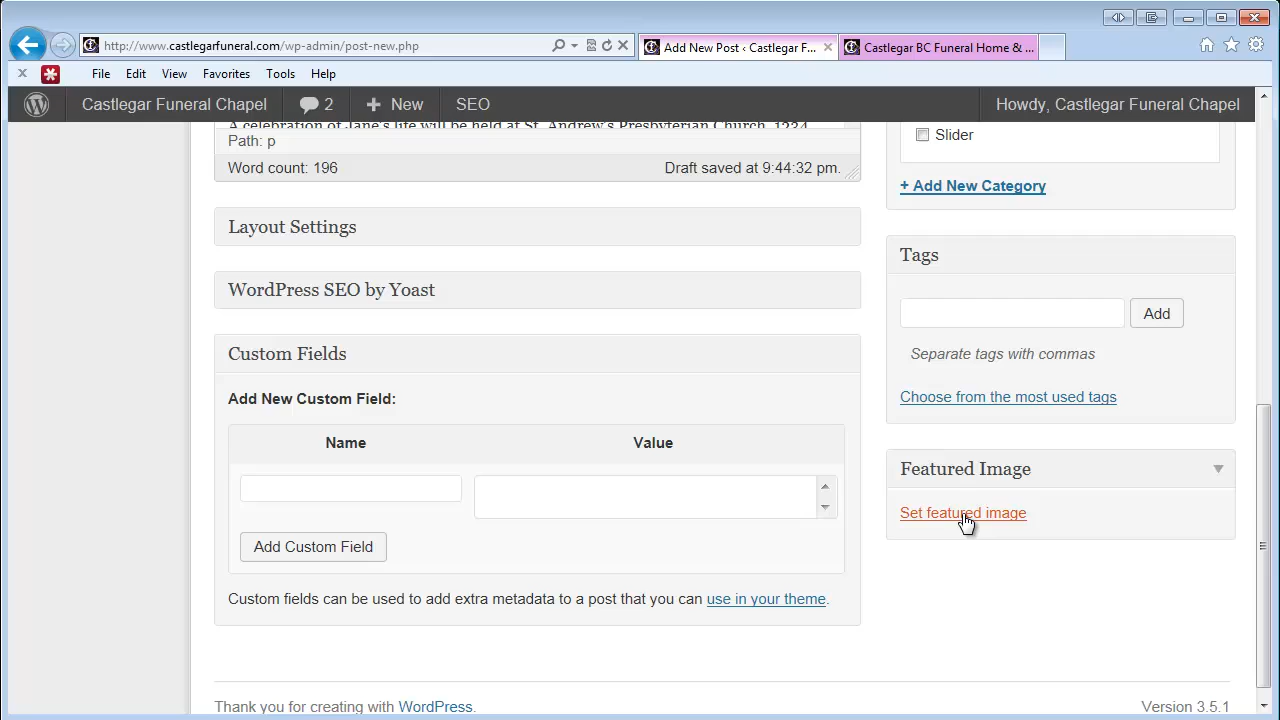 http://www.castlegarfuneral.com/wp-admin/post-new.php
Add New Post ‹ Castlegar F...
Castlegar BC Funeral Home & ...
File Edit View Favorites Tools Help
Castlegar Funeral Chapel 2 New SEO Howdy, Castlegar Funeral Chapel
A celebration of Jane's life will be held at St. Andrew's Presbyterian Church, 1234
Path: p
Word count: 196 Draft saved at 9:44:32 pm.
Layout Settings
WordPress SEO by Yoast
Custom Fields
Add New Custom Field:
Name Value
Add Custom Field
Custom fields can be used to add extra metadata to a post that you can use in your theme.
Slider
+ Add New Category
Tags
Add
Separate tags with commas
Choose from the most used tags
Featured Image
Set featured image
Thank you for creating with WordPress. Version 3.5.1